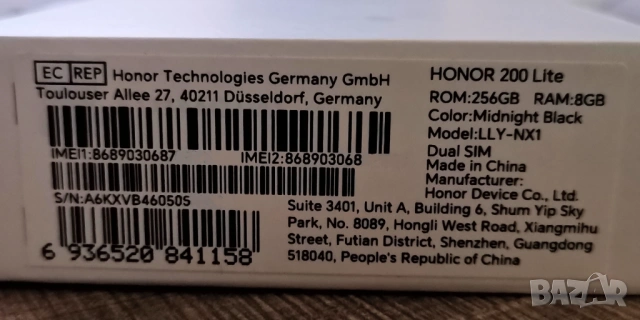 EC REP Honor Technologies Germany GmbH
Toulouser Allee 27, 40211 Düsseldorf, Germany
IMEI1:8689030687 IMEI2:868903068
S/N:A6KXVB460505
6 936520 841158
HONOR 200 Lite
ROM:256GB RAM:8GB
Color:Midnight Black
Model:LLY-NX1
Dual SIM
Made in China
Manufacturer:
Honor Device Co., Ltd.
Suite 3401, Unit A, Building 6, Shum Yip Sky
Park, No. 8089, Hongli West Road, Xiangmihu
Street, Futian District, Shenzhen, Guangdong
518040, People's Republic of China
BAZAR